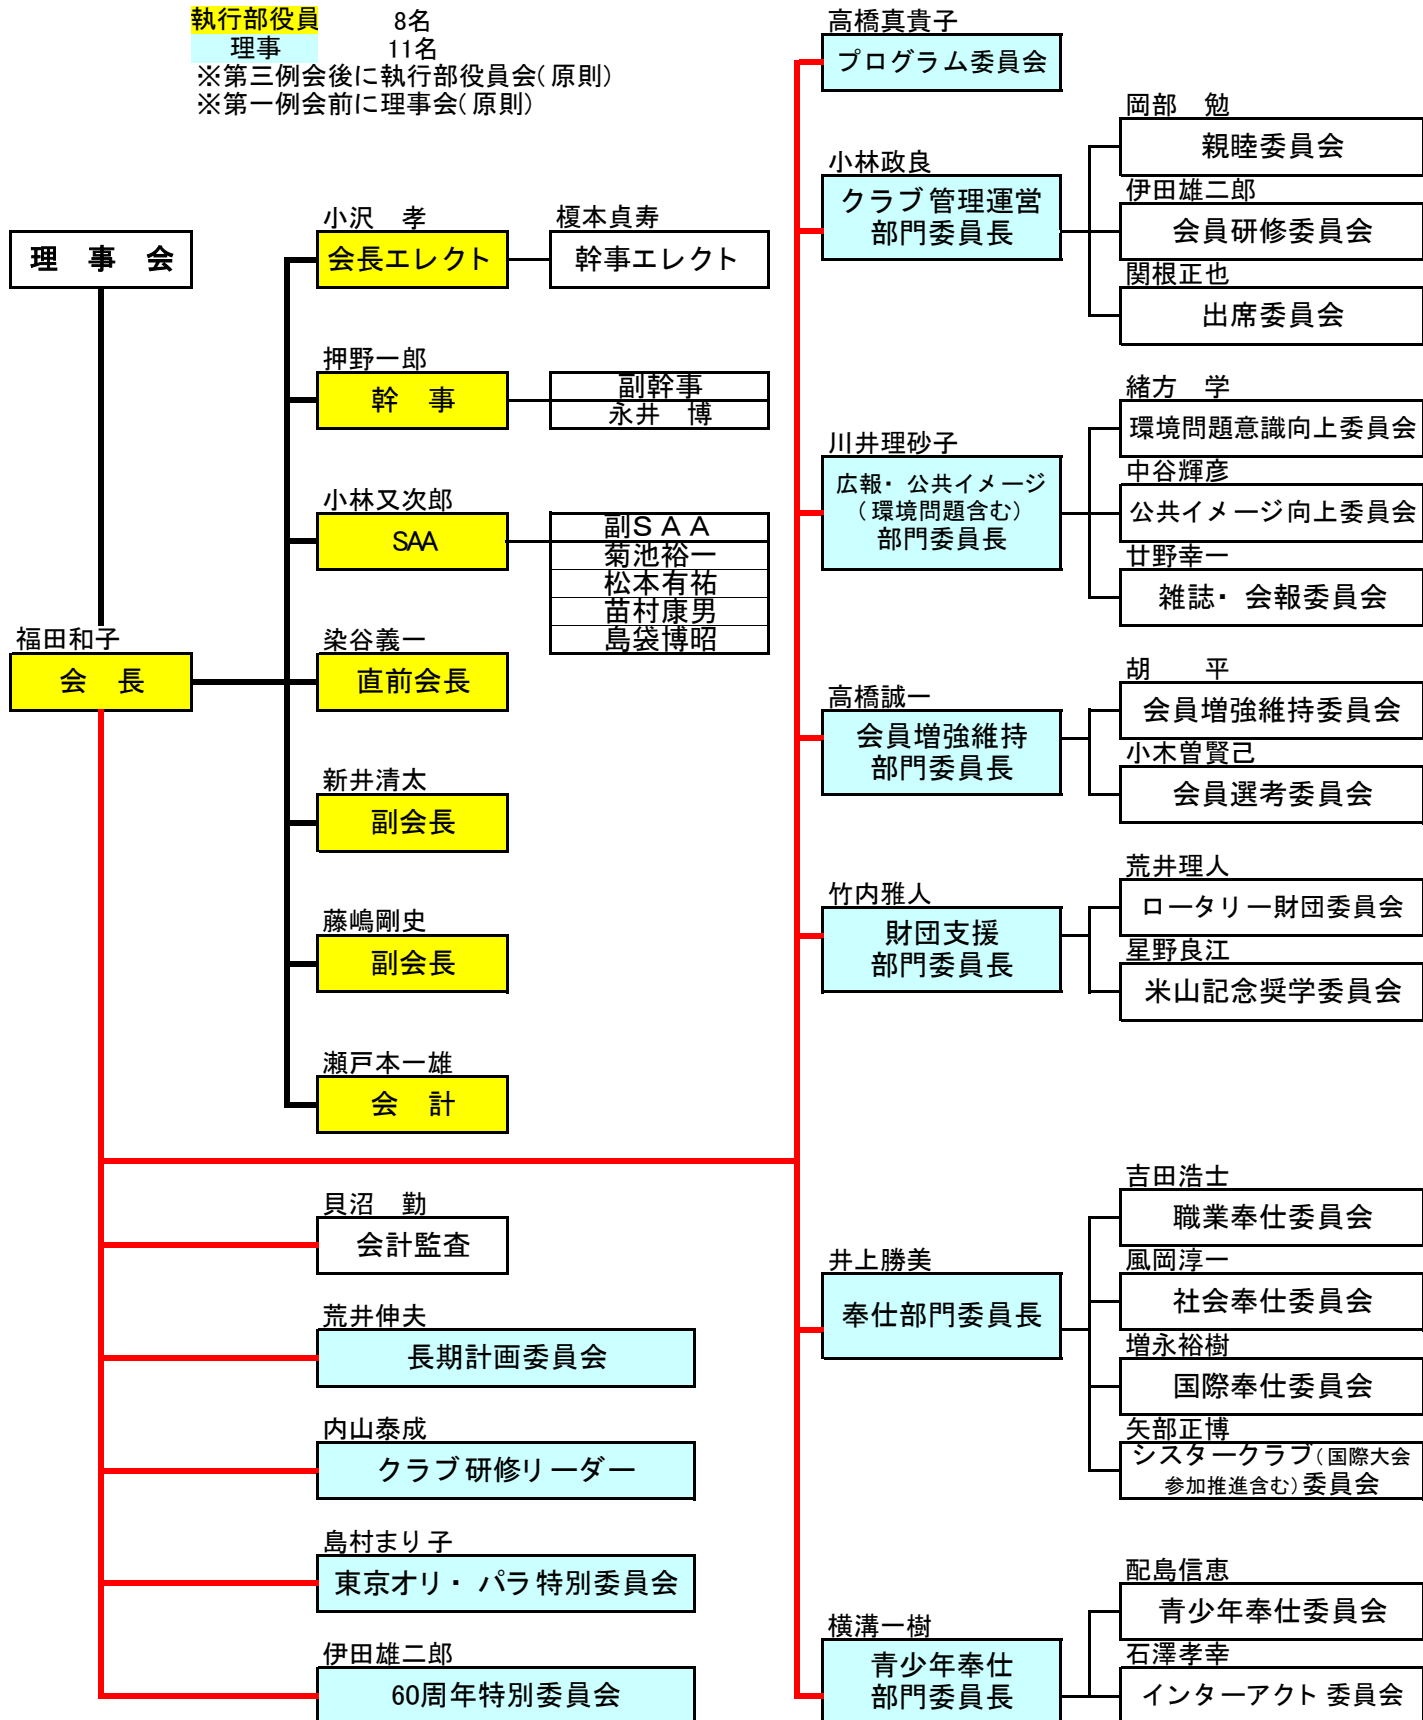 執行部役員 8名
理事 11名
※第三例会後に執行部役員会(原則)
※第一例会前に理事会(原則)
理 事 会
福田和子
会 長
小沢 孝
会長エレクト
榎本貞寿
幹事エレクト
押野一郎
幹 事
副幹事
永井 博
小林又次郎
SAA
副SAA
菊池裕一
松本有祐
苗村康男
島袋博昭
染谷義一
直前会長
新井清太
副会長
藤嶋剛史
副会長
瀬戸本一雄
会 計
貝沼 勤
会計監査
荒井伸夫
長期計画委員会
内山泰成
クラブ研修リーダー
島村まり子
東京オリ・パラ特別委員会
伊田雄二郎
60周年特別委員会
高橋真貴子
プログラム委員会
小林政良
クラブ管理運営
部門委員長
岡部 勉
親睦委員会
伊田雄二郎
会員研修委員会
関根正也
出席委員会
川井理砂子
広報・公共イメージ
(環境問題含む)
部門委員長
緒方 学
環境問題意識向上委員会
中谷輝彦
公共イメージ向上委員会
廿野幸一
雑誌・会報委員会
高橋誠一
会員増強維持
部門委員長
胡 平
会員増強維持委員会
小木曽賢己
会員選考委員会
竹内雅人
財団支援
部門委員長
荒井理人
ロータリー財団委員会
星野良江
米山記念奨学委員会
井上勝美
奉仕部門委員長
吉田浩士
職業奉仕委員会
風岡淳一
社会奉仕委員会
増永裕樹
国際奉仕委員会
矢部正博
シスタークラブ(国際大会
参加推進含む)委員会
横溝一樹
青少年奉仕
部門委員長
配島信恵
青少年奉仕委員会
石澤孝幸
インターアクト委員会